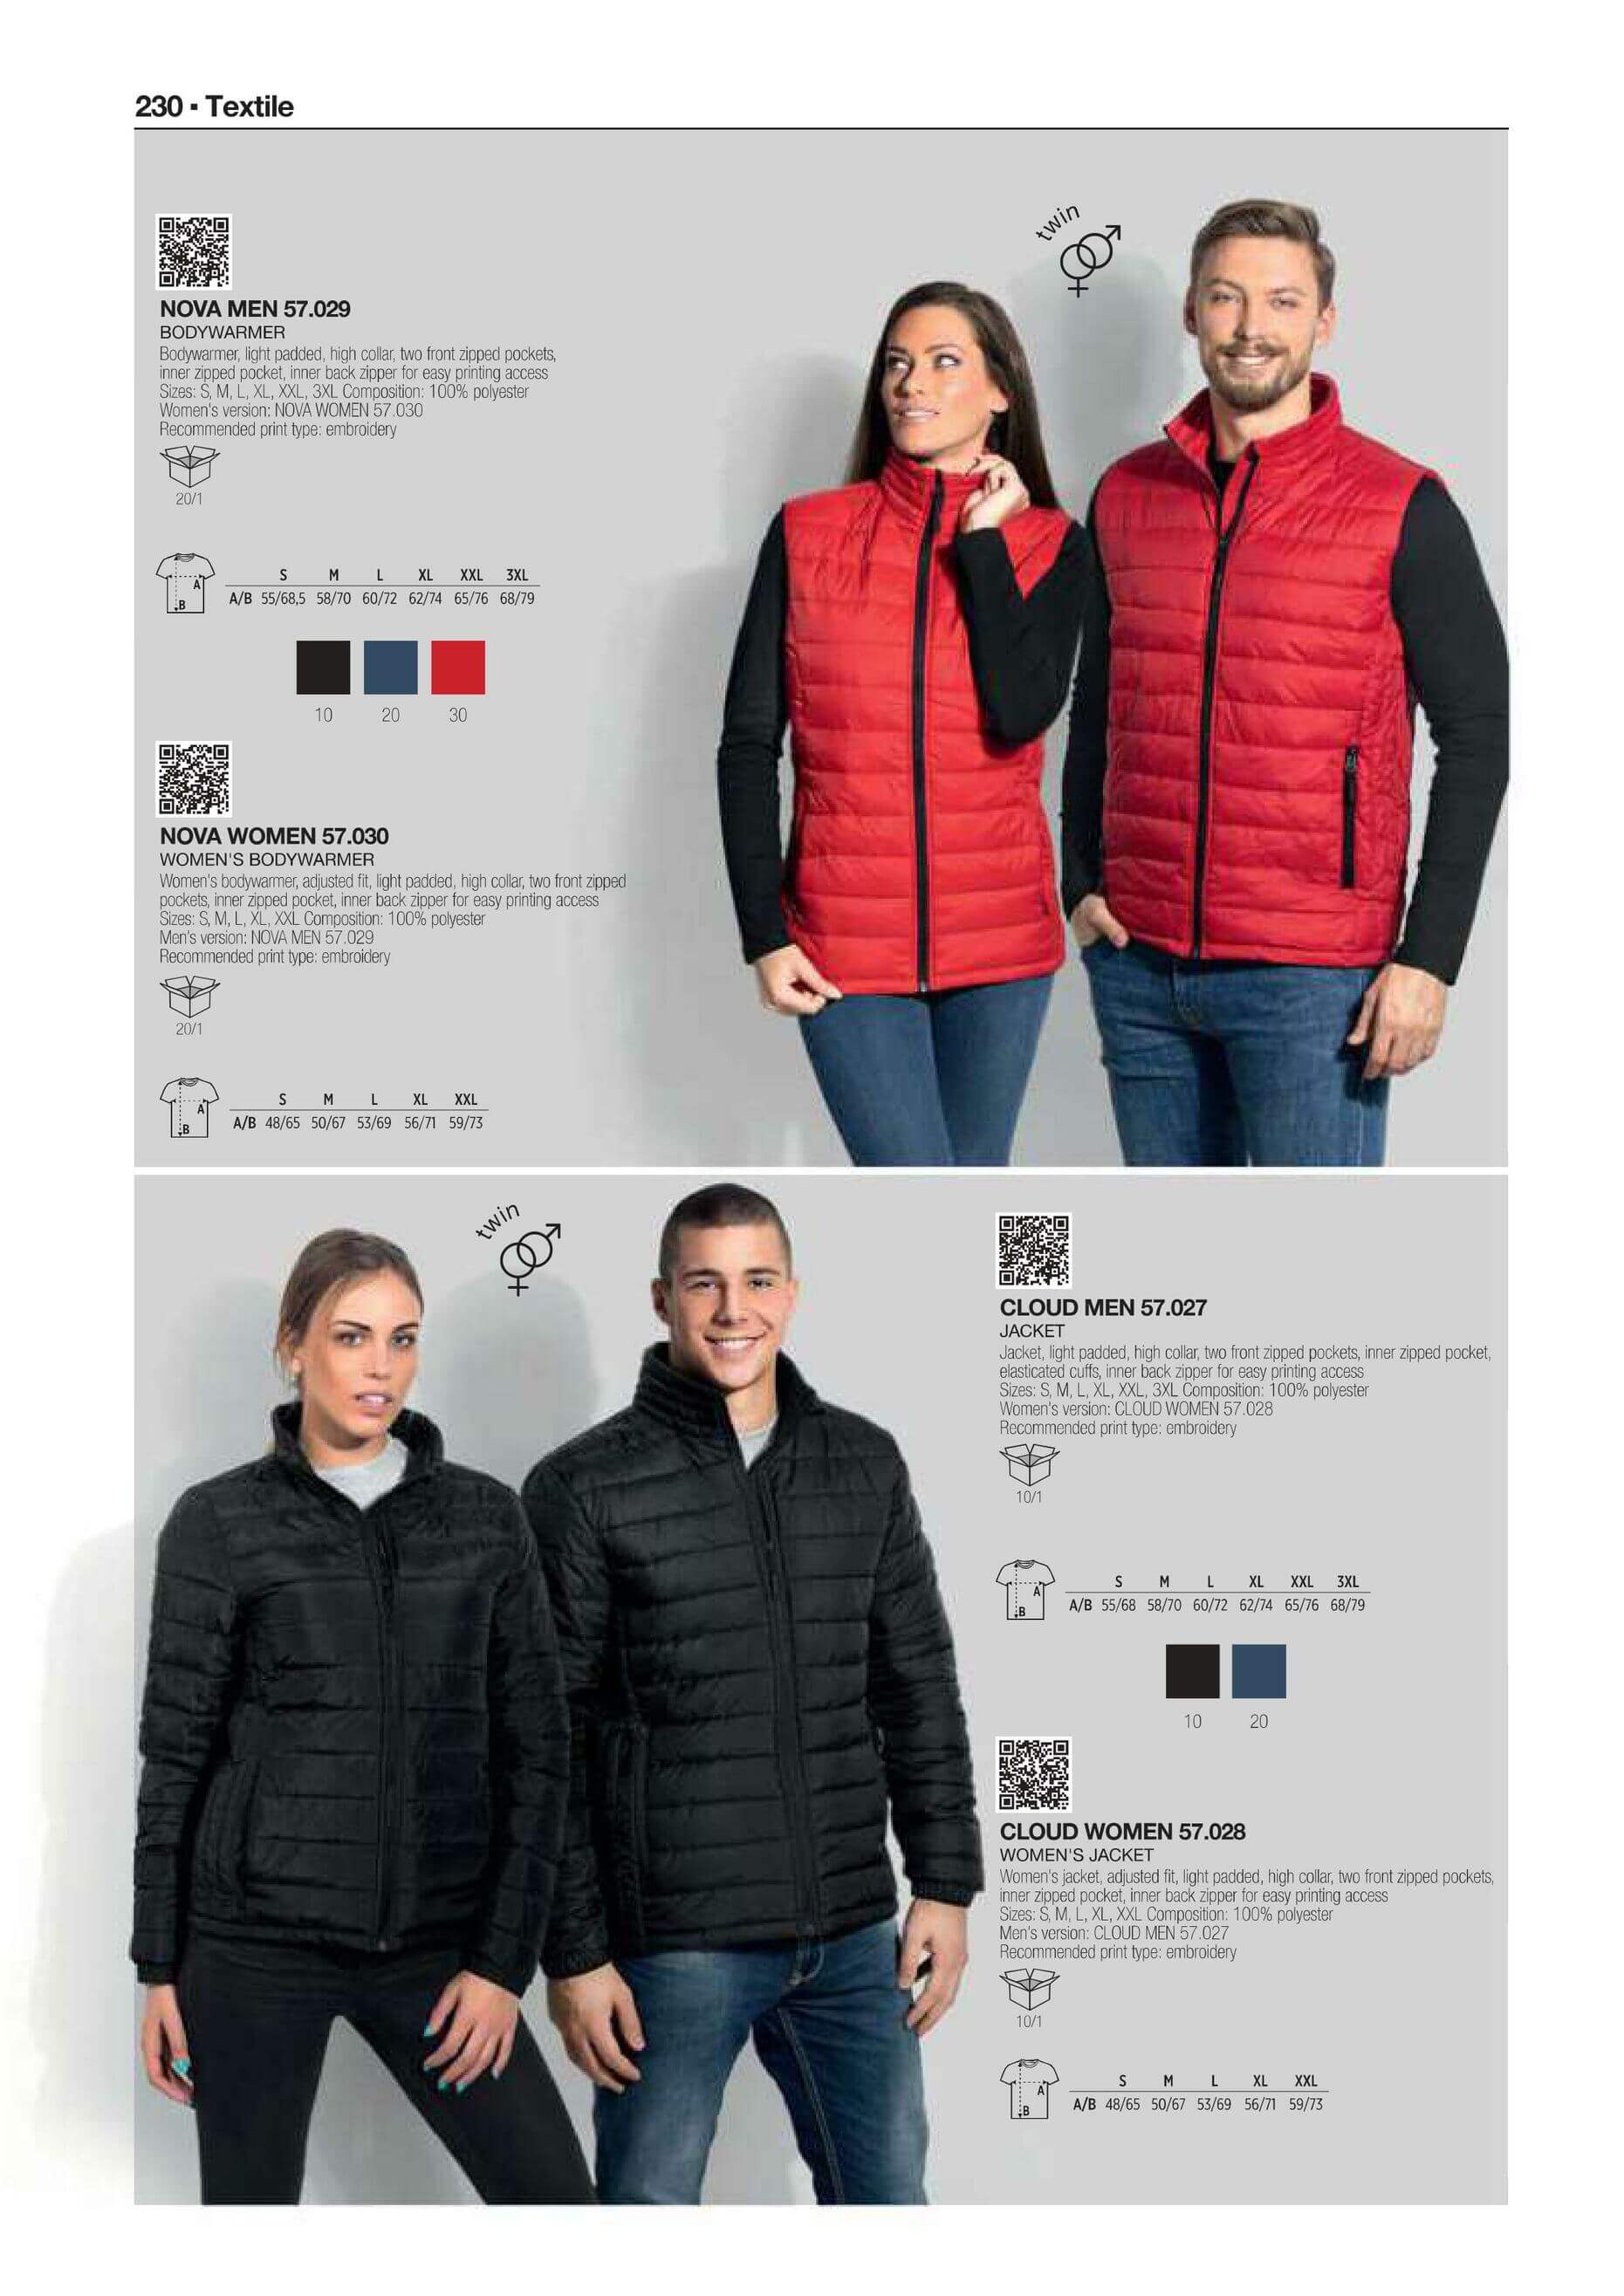 230 ▪ Textile
twin
NOVA MEN 57.029
BODYWARMER
Bodywarmer, light padded, high collar, two front zipped pockets,
inner zipped pocket, inner back zipper for easy printing access
Sizes: S, M, L, XL, XXL, 3XL Composition: 100% polyester
Women's version: NOVA WOMEN 57.030
Recommended print type: embroidery
20/1
A
B
S M L XL XXL 3XL
A/B 55/68,5 58/70 60/72 62/74 65/76 68/79
10 20 30
NOVA WOMEN 57.030
WOMEN'S BODYWARMER
Women's bodywarmer, adjusted fit, light padded, high collar, two front zipped
pockets, inner zipped pocket, inner back zipper for easy printing access
Sizes: S, M, L, XL, XXL Composition: 100% polyester
Men's version: NOVA MEN 57.029
Recommended print type: embroidery
20/1
A
B
S M L XL XXL
A/B 48/65 50/67 53/69 56/71 59/73
twin
CLOUD MEN 57.027
JACKET
Jacket, light padded, high collar, two front zipped pockets, inner zipped pocket,
elasticated cuffs, inner back zipper for easy printing access
Sizes: S, M, L, XL, XXL, 3XL Composition: 100% polyester
Women's version: CLOUD WOMEN 57.028
Recommended print type: embroidery
10/1
A
B
S M L XL XXL 3XL
A/B 55/68 58/70 60/72 62/74 65/76 68/79
10 20
CLOUD WOMEN 57.028
WOMEN'S JACKET
Women's jacket, adjusted fit, light padded, high collar, two front zipped pockets,
inner zipped pocket, inner back zipper for easy printing access
Sizes: S, M, L, XL, XXL Composition: 100% polyester
Men's version: CLOUD MEN 57.027
Recommended print type: embroidery
10/1
A
B
S M L XL XXL
A/B 48/65 50/67 53/69 56/71 59/73